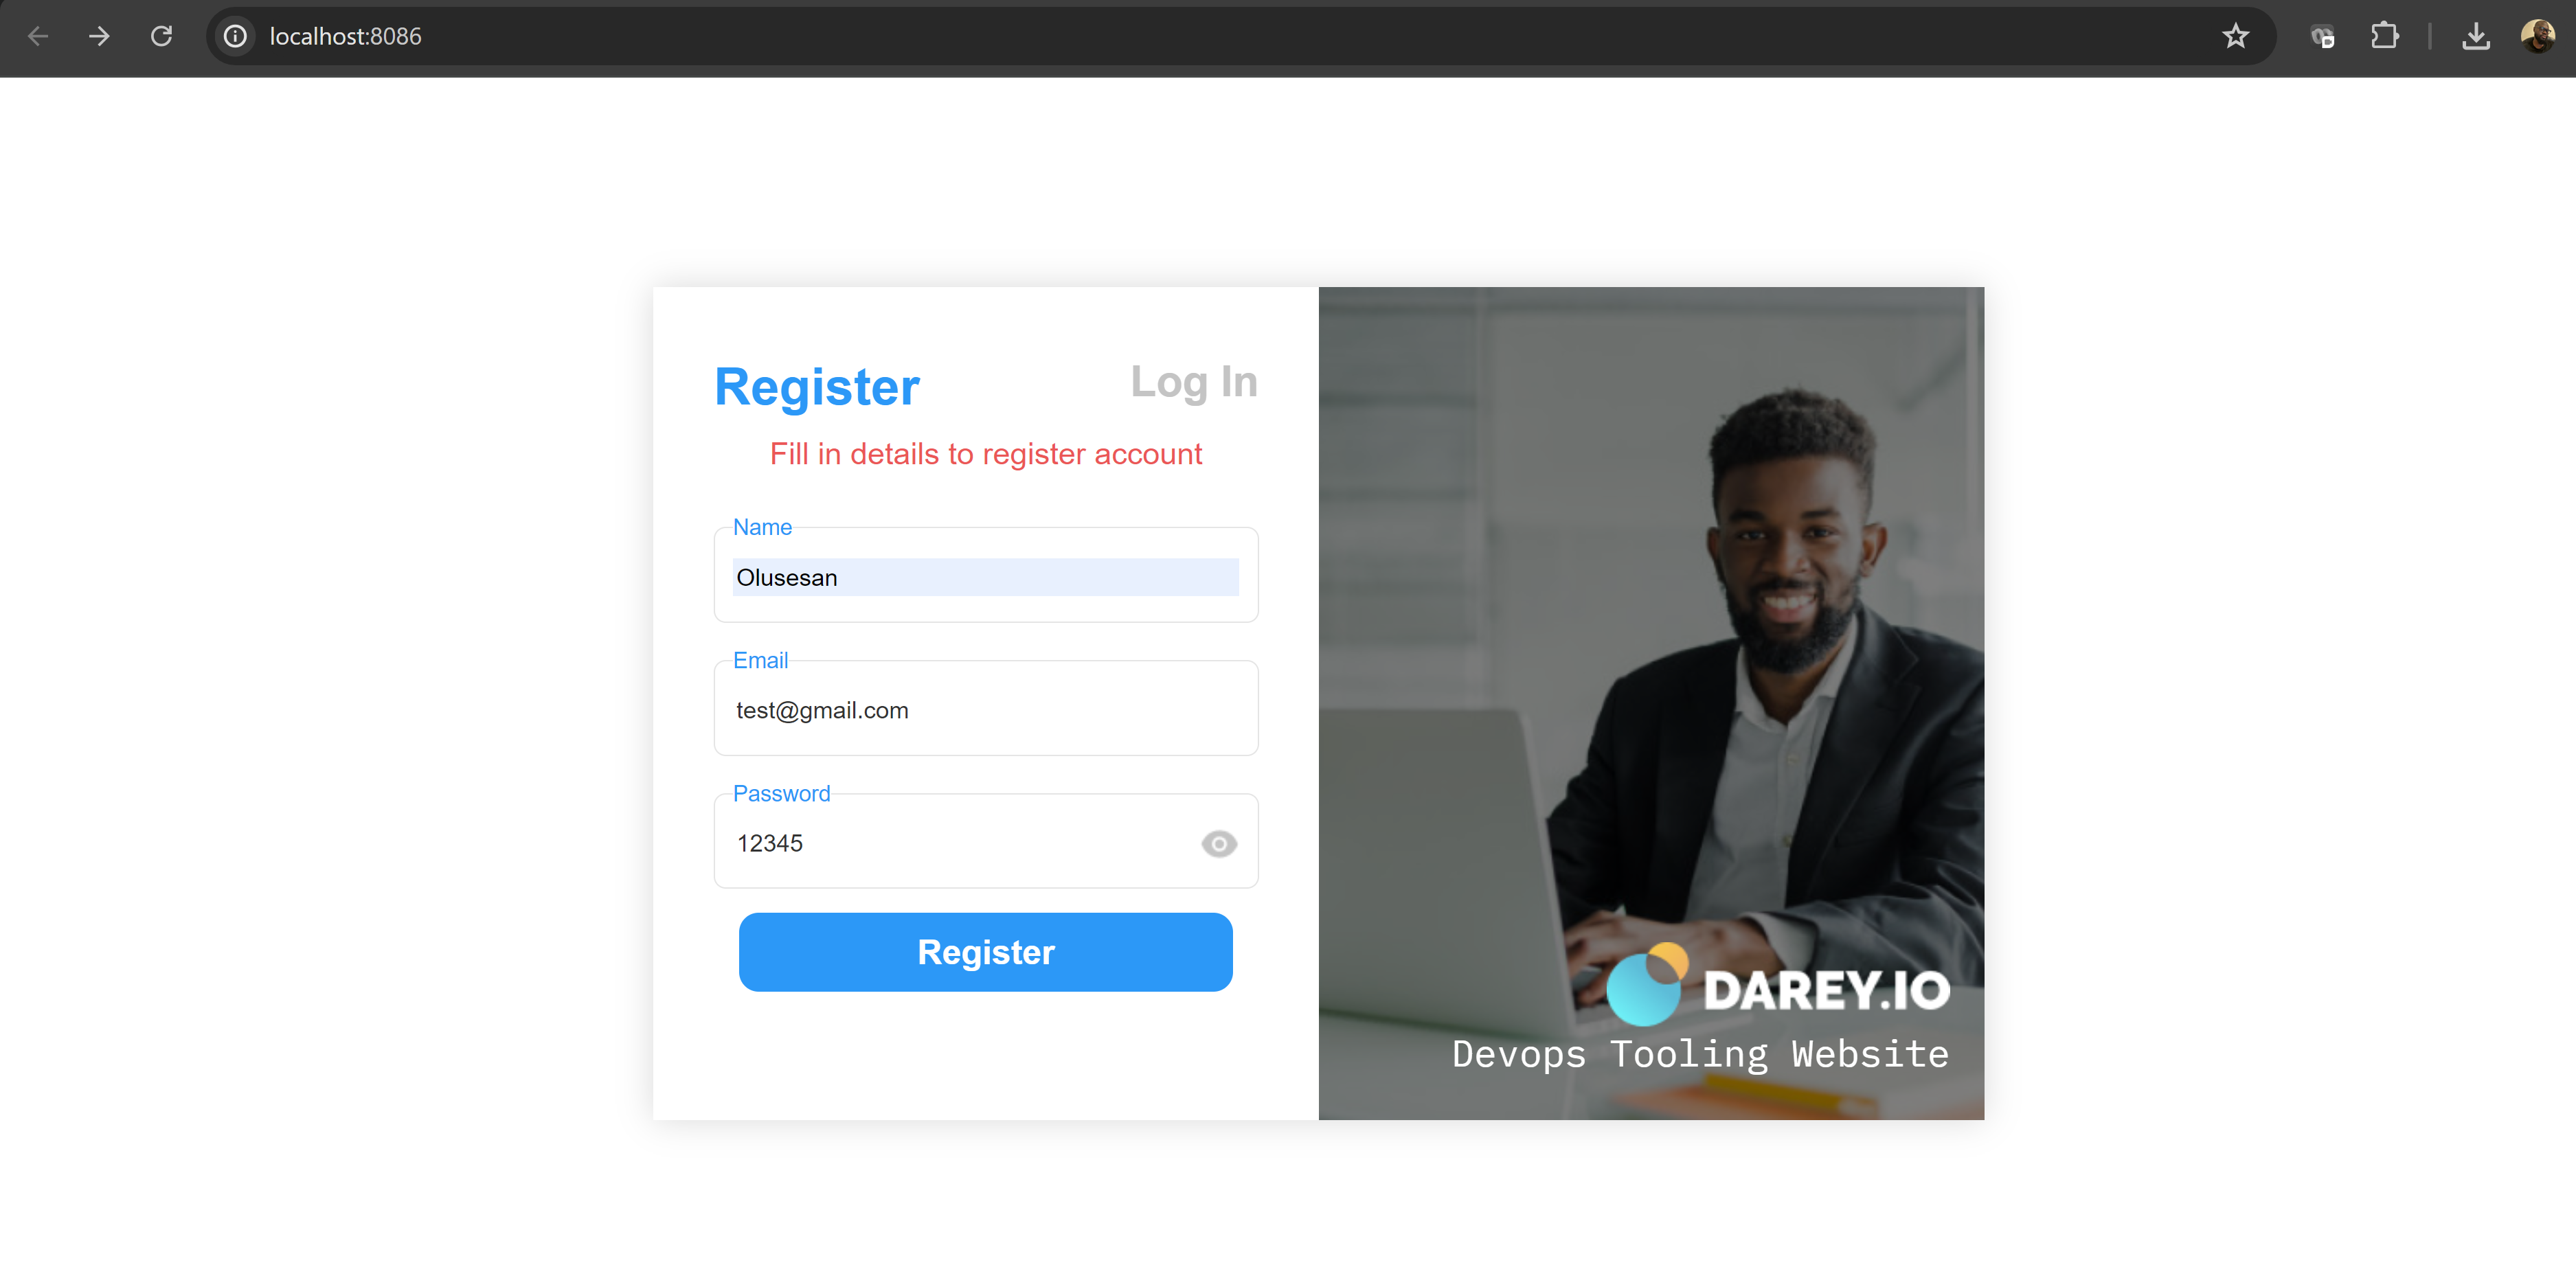 localhost:8086
Register
Log In
Fill in details to register account
Name
Olusesan
Email
test@gmail.com
Password
12345
Register
DAREY.IO
Devops Tooling Website